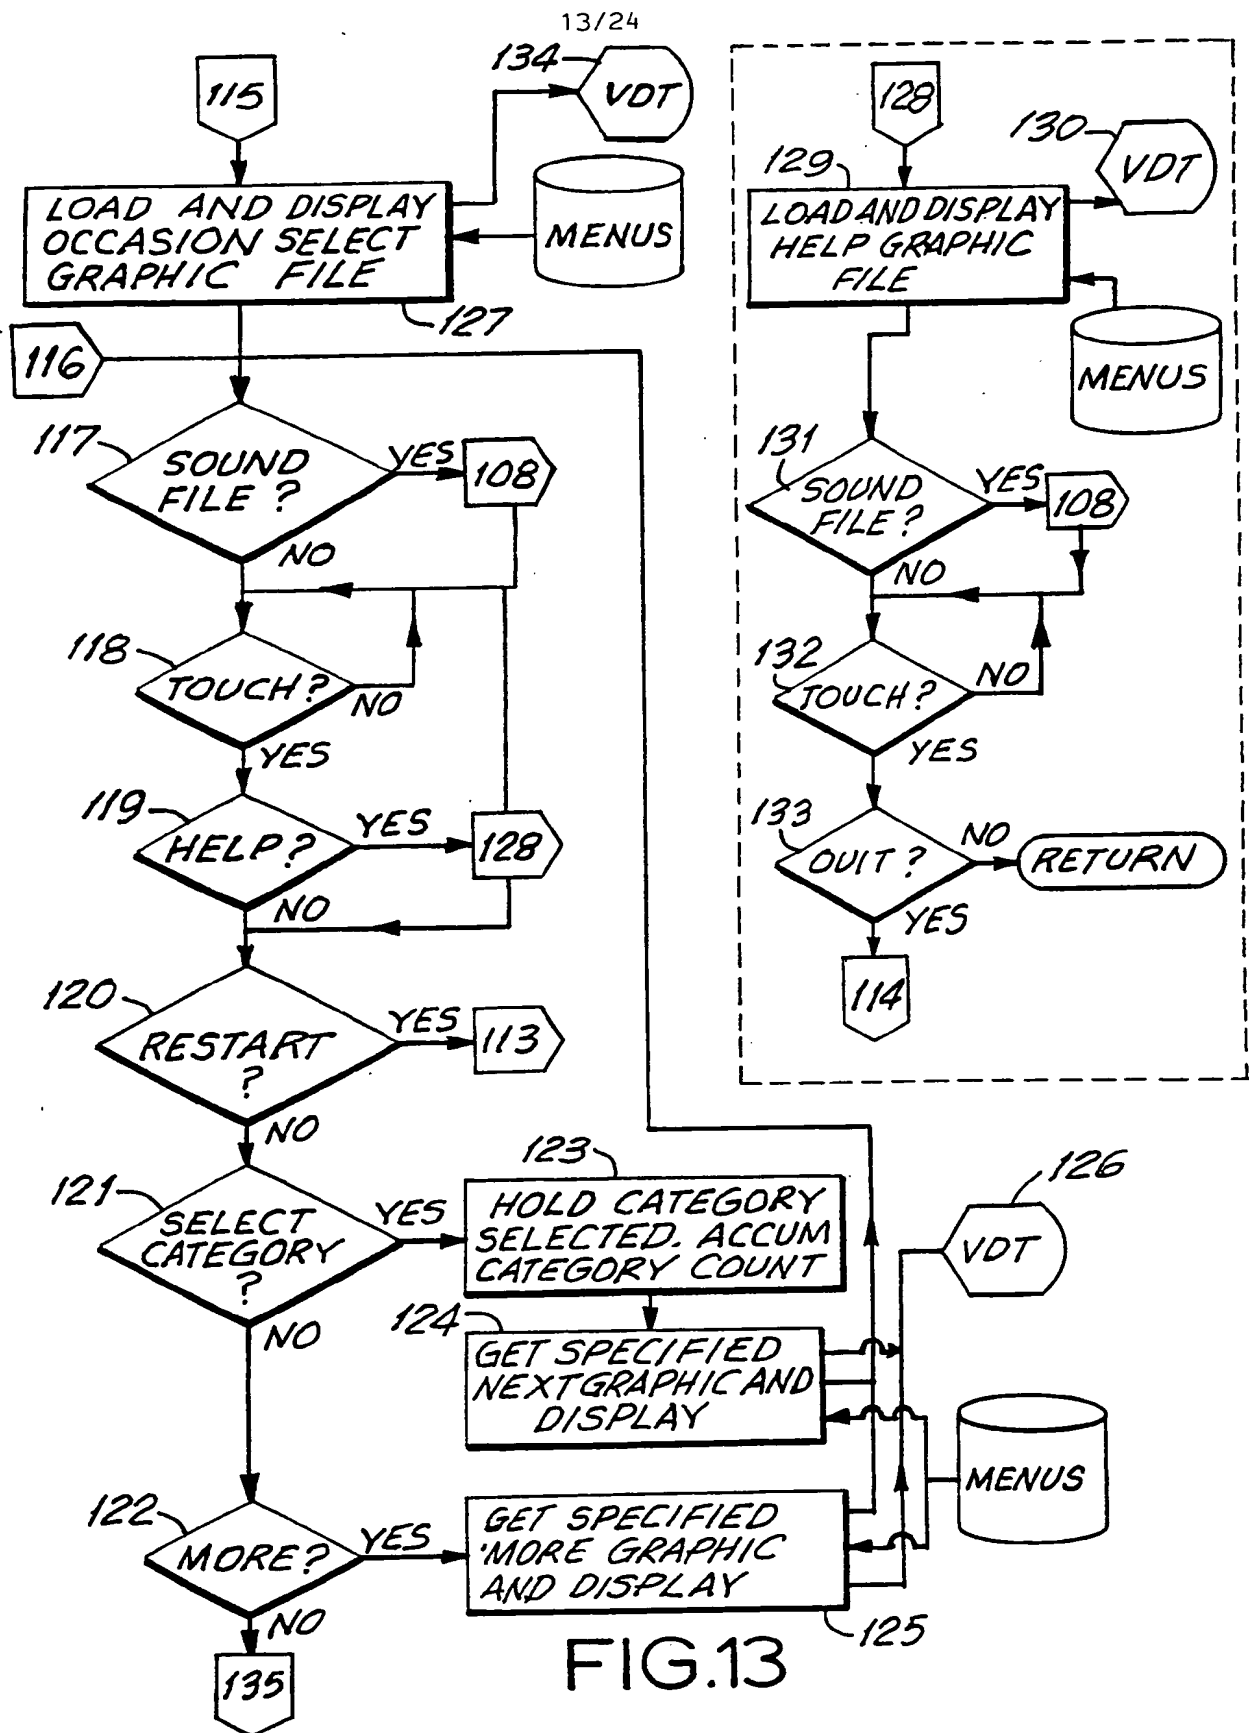 13/24
115
134
VDT
LOAD AND DISPLAY
OCCASION SELECT
GRAPHIC FILE
MENUS
127
116
117
SOUND
FILE ?
YES
108
NO
118
TOUCH?
NO
YES
119
HELP?
YES
128
NO
120
RESTART
?
YES
113
NO
121
SELECT
CATEGORY
?
YES
123
HOLD CATEGORY
SELECTED. ACCUM
CATEGORY COUNT
NO
124
GET SPECIFIED
NEXT GRAPHIC AND
DISPLAY
126
VDT
MENUS
122
MORE?
YES
GET SPECIFIED
'MORE GRAPHIC
AND DISPLAY
125
NO
135
128
129
130
VDT
LOAD AND DISPLAY
HELP GRAPHIC
FILE
MENUS
131
SOUND
FILE?
YES
108
NO
132
TOUCH?
NO
YES
133
QUIT?
NO
RETURN
YES
114
FIG.13